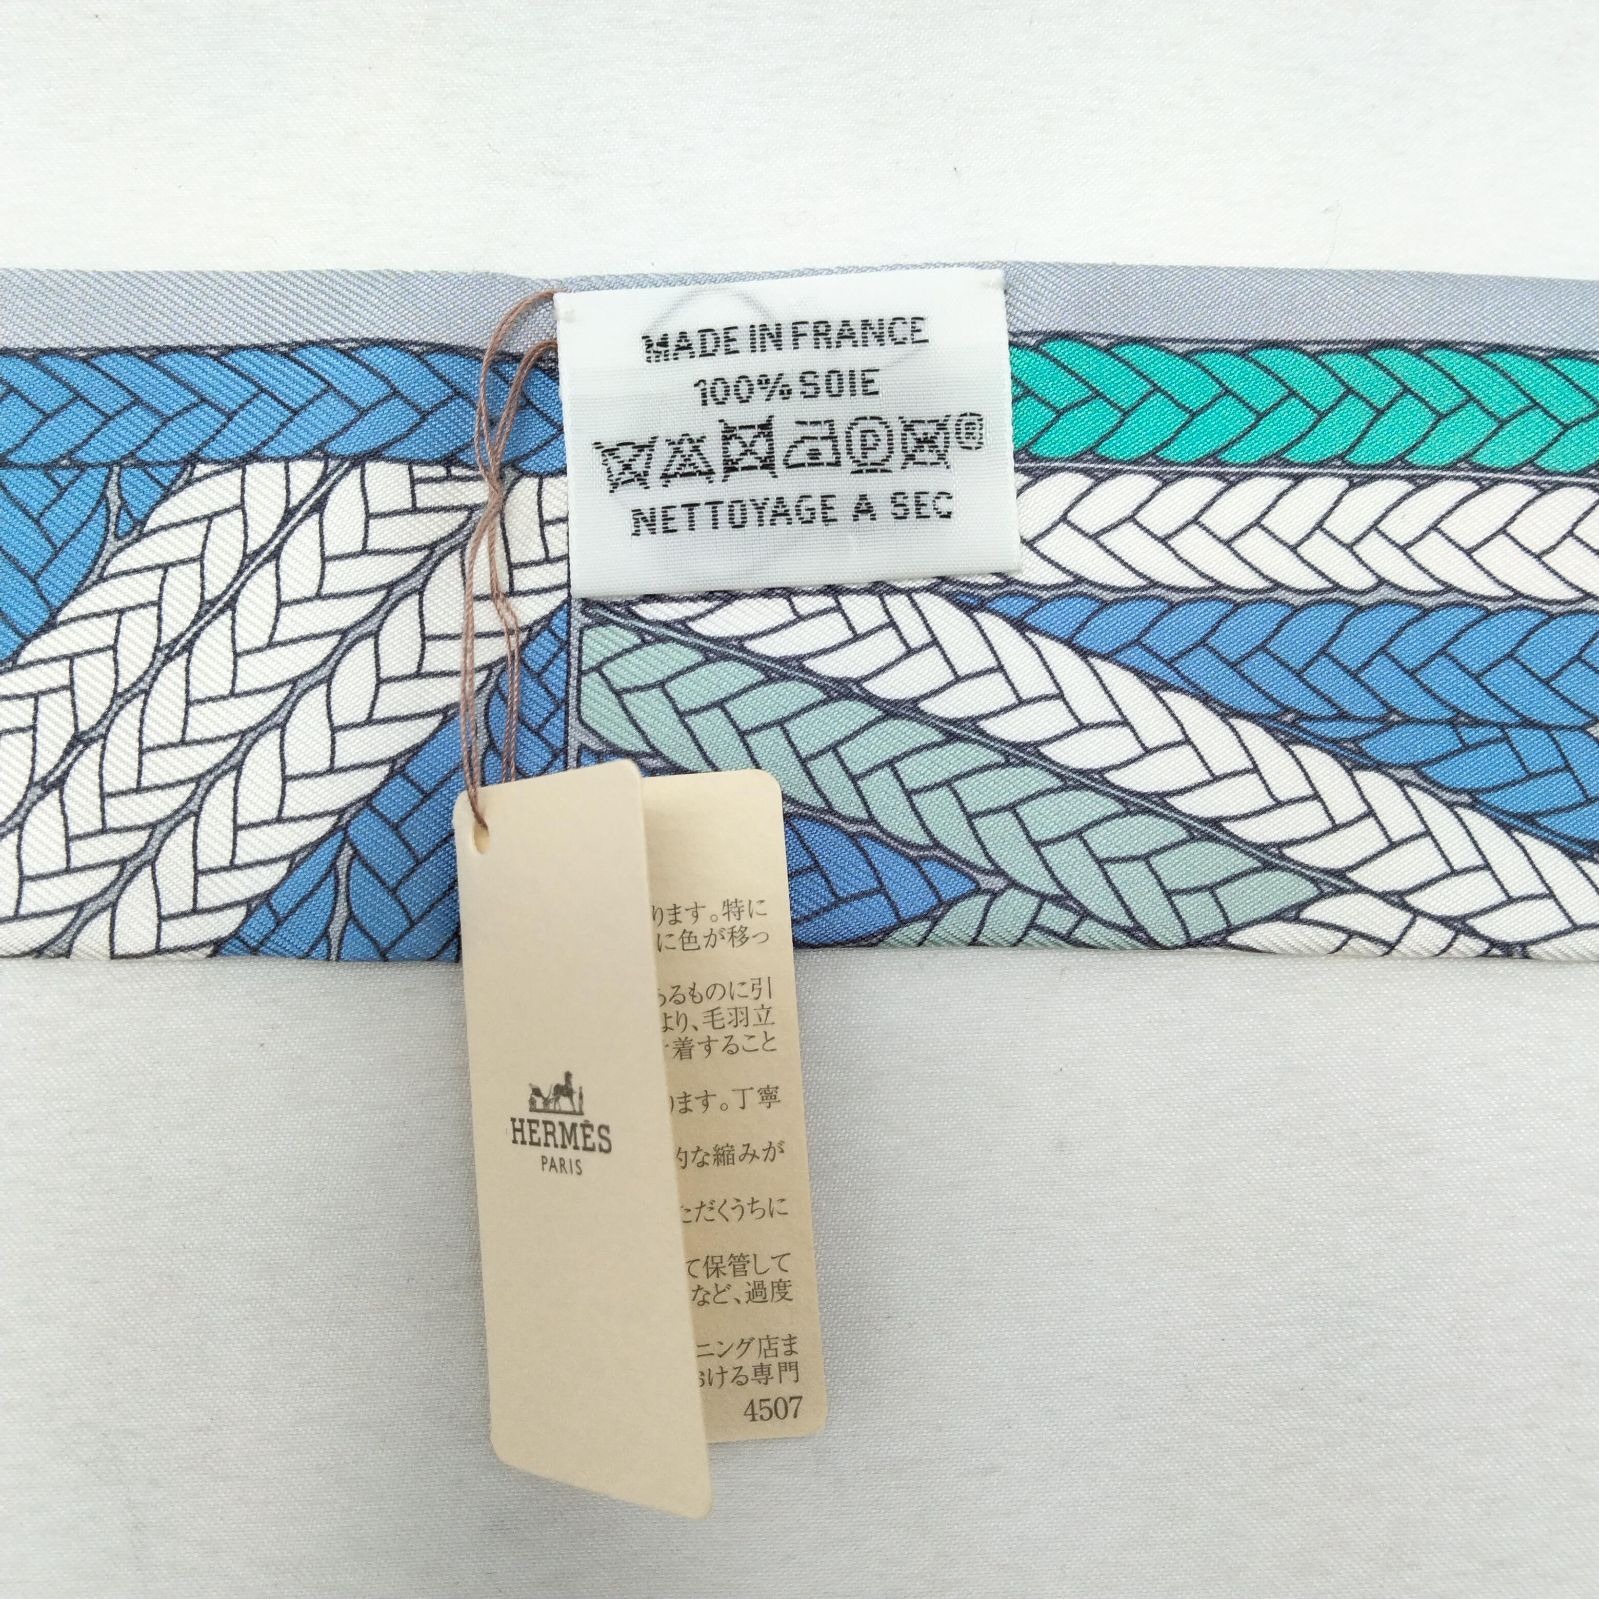 MADE IN FRANCE
100% SOIE
P
®
NETTOYAGE A SEC
HERMÈS
PARIS
ります。特に
に色が移っ
あるものに引
より、毛羽立
着すること
ります。丁寧
的な縮みが
ただくうちに
て保管して
など、過度
ニング店ま
おける専門
4507